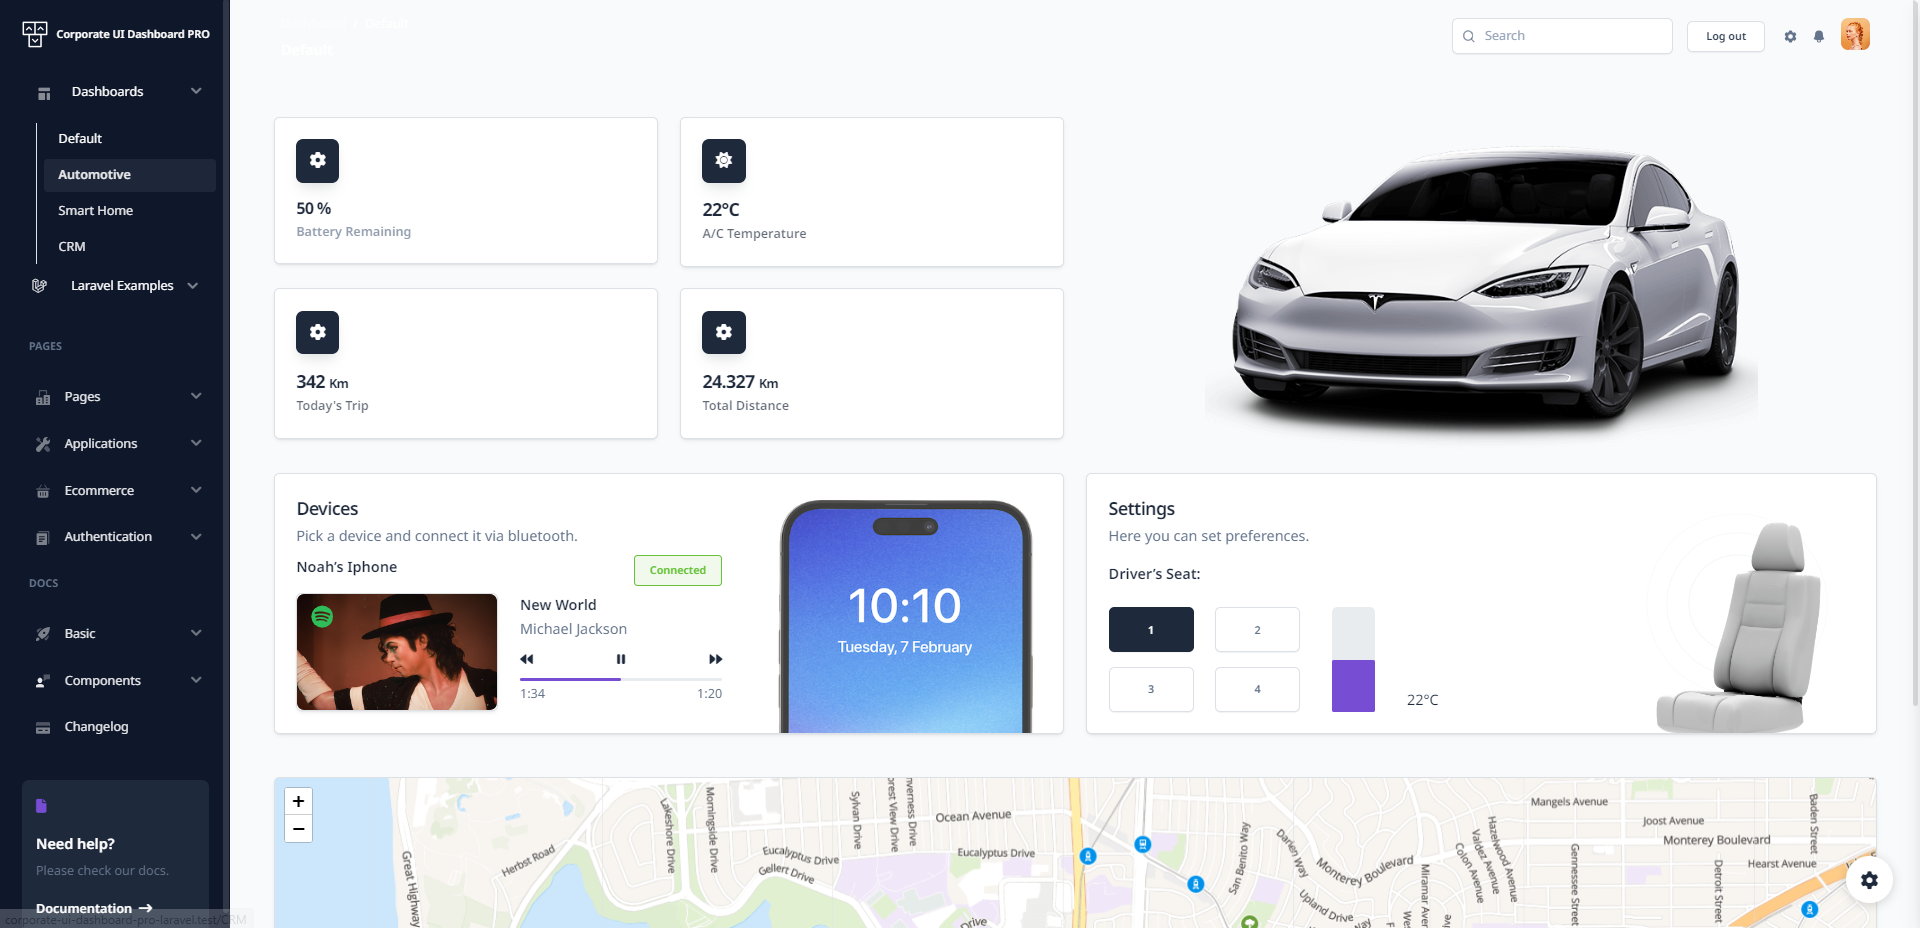 Corporate UI Dashboard PRO
Dashboards
Default
Automotive
Smart Home
CRM
Laravel Examples
PAGES
Pages
Applications
Ecommerce
Authentication
DOCS
Basic
Components
Changelog
Need help?
Please check our docs.
Documentation
corporate-ui-dashboard-pro-laravel.test/CRM
Default
Default
Search
Log out
50 %
Battery Remaining
22°C
A/C Temperature
342 Km
Today's Trip
24.327 Km
Total Distance
Devices
Pick a device and connect it via bluetooth.
Noah's Iphone
Connected
New World
Michael Jackson
1:34
1:20
10:10
Tuesday, 7 February
Settings
Here you can set preferences.
Driver's Seat:
1
2
3
4
22°C
+
−
Great Highway
Herbst Road
Lakeshore Drive
Morningside Drive
Eucalyptus Drive
Gellert Drive
Sylvan Drive
Forest View Drive
Inverness Drive
Ocean Avenue
Eucalyptus Drive
Drive
San Benito Way
Darien Way
Upland Drive
Monterey Boulevard
Miramar Avenue
Colon Avenue
Valdez Avenue
Hazelwood Avenue
Mangels Avenue
Genessee Street
Joost Avenue
Monterey Boulevard
Hearst Avenue
Detroit Street
Baden Street